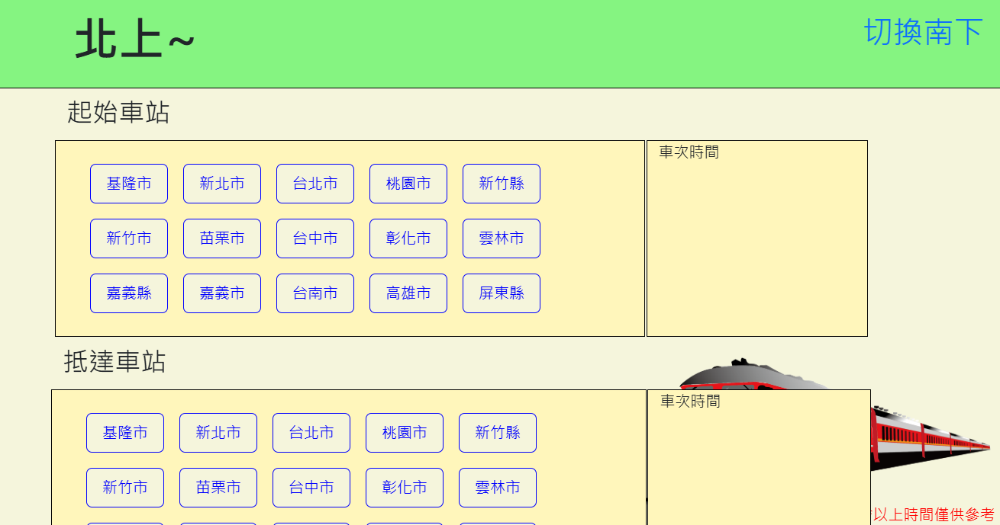 北上~
切換南下
起始車站
車次時間
基隆市 新北市 台北市 桃園市 新竹縣
新竹市 苗栗市 台中市 彰化市 雲林市
嘉義縣 嘉義市 台南市 高雄市 屏東縣
抵達車站
車次時間
基隆市 新北市 台北市 桃園市 新竹縣
新竹市 苗栗市 台中市 彰化市 雲林市
以上時間僅供參考